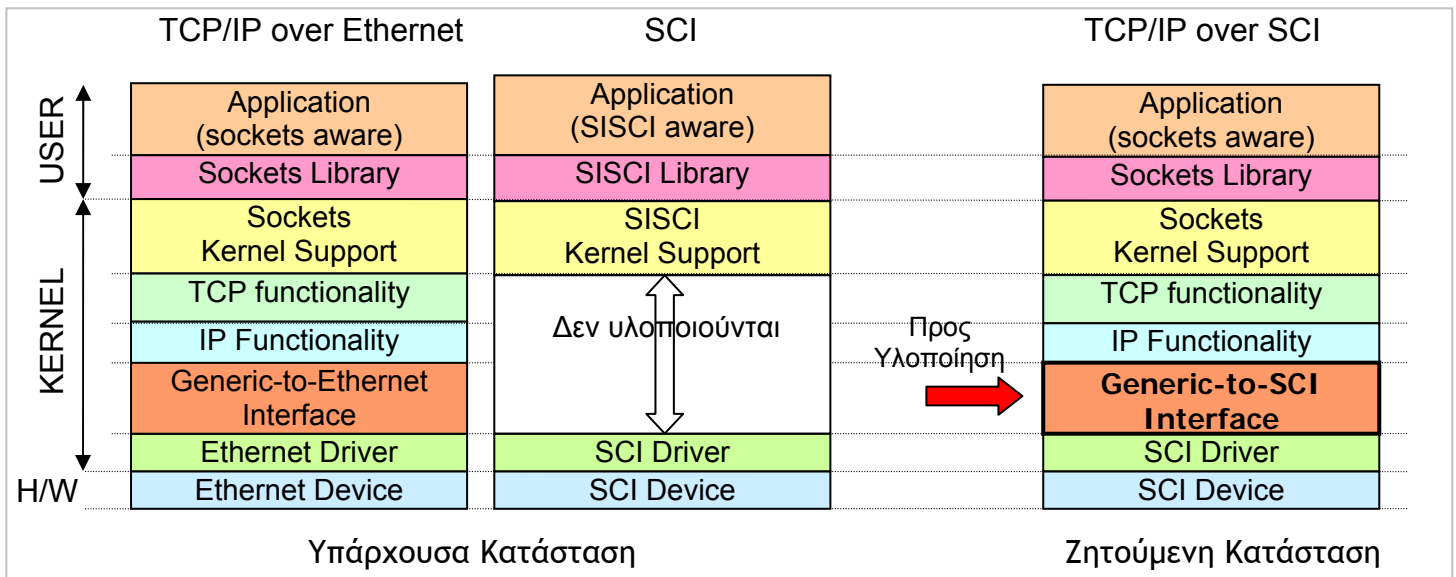 TCP/IP over Ethernet
SCI
TCP/IP over SCI
USER
KERNEL
H/W
Application
(sockets aware)
Sockets Library
Sockets
Kernel Support
TCP functionality
IP Functionality
Generic-to-Ethernet
Interface
Ethernet Driver
Ethernet Device
Application
(SISCI aware)
SISCI Library
SISCI
Kernel Support
Δεν υλοποιούνται
SCI Driver
SCI Device
Προς
Υλοποίηση
Application
(sockets aware)
Sockets Library
Sockets
Kernel Support
TCP functionality
IP Functionality
Generic-to-SCI
Interface
SCI Driver
SCI Device
Υπάρχουσα Κατάσταση
Ζητούμενη Κατάσταση